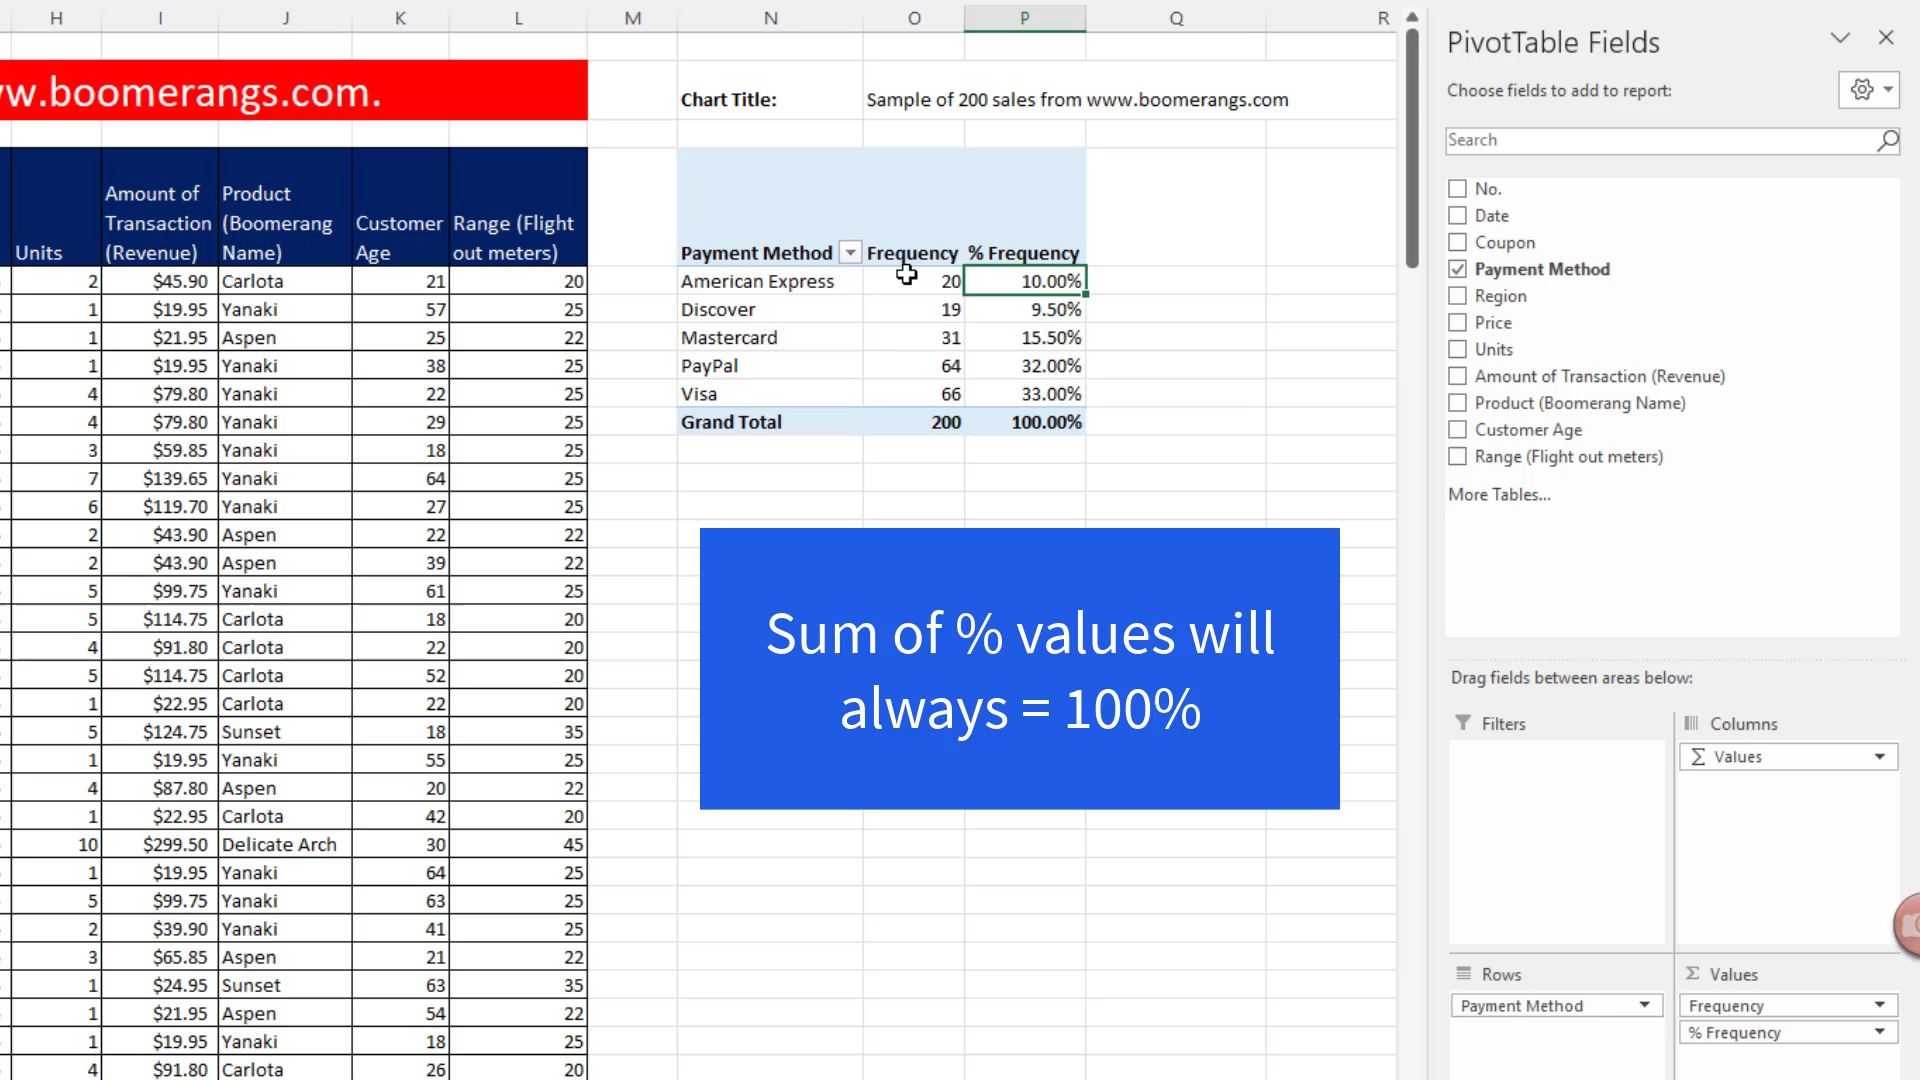 H I J K L M N O P Q R
w.boomerangs.com.
Chart Title: Sample of 200 sales from www.boomerangs.com
Units
Amount of Transaction (Revenue)
Product (Boomerang Name)
Customer Age
Range (Flight out meters)
2 $45.90 Carlota 21 20
1 $19.95 Yanaki 57 25
1 $21.95 Aspen 25 22
1 $19.95 Yanaki 38 25
4 $79.80 Yanaki 22 25
4 $79.80 Yanaki 29 25
3 $59.85 Yanaki 18 25
7 $139.65 Yanaki 64 25
6 $119.70 Yanaki 27 25
2 $43.90 Aspen 22 22
2 $43.90 Aspen 39 22
5 $99.75 Yanaki 61 25
5 $114.75 Carlota 18 20
4 $91.80 Carlota 22 20
5 $114.75 Carlota 52 20
1 $22.95 Carlota 22 20
5 $124.75 Sunset 18 35
1 $19.95 Yanaki 55 25
4 $87.80 Aspen 20 22
1 $22.95 Carlota 42 20
10 $299.50 Delicate Arch 30 45
1 $19.95 Yanaki 64 25
5 $99.75 Yanaki 63 25
2 $39.90 Yanaki 41 25
3 $65.85 Aspen 21 22
1 $24.95 Sunset 63 35
1 $21.95 Aspen 54 22
1 $19.95 Yanaki 18 25
4 $91.80 Carlota 26 20
Payment Method Frequency % Frequency
American Express 20 10.00%
Discover 19 9.50%
Mastercard 31 15.50%
PayPal 64 32.00%
Visa 66 33.00%
Grand Total 200 100.00%
Sum of % values will
always = 100%
PivotTable Fields
Choose fields to add to report:
Search
No.
Date
Coupon
Payment Method
Region
Price
Units
Amount of Transaction (Revenue)
Product (Boomerang Name)
Customer Age
Range (Flight out meters)
More Tables...
Drag fields between areas below:
Filters
Columns
Σ Values
Rows
Payment Method
Σ Values
Frequency
% Frequency